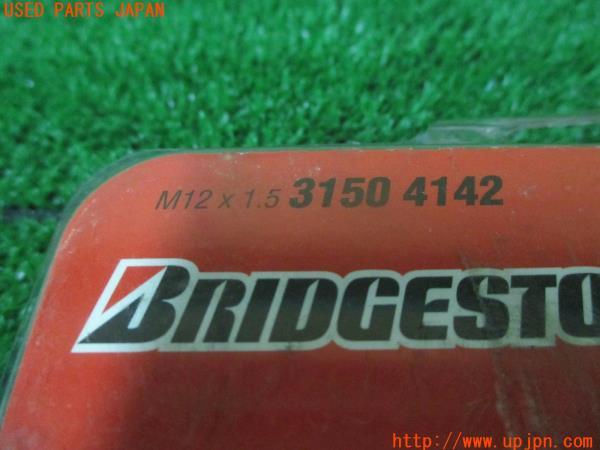 USED PARTS JAPAN
M12 x 1.5 3150 4142
BRIDGESTO
http://www.upjpn.com/